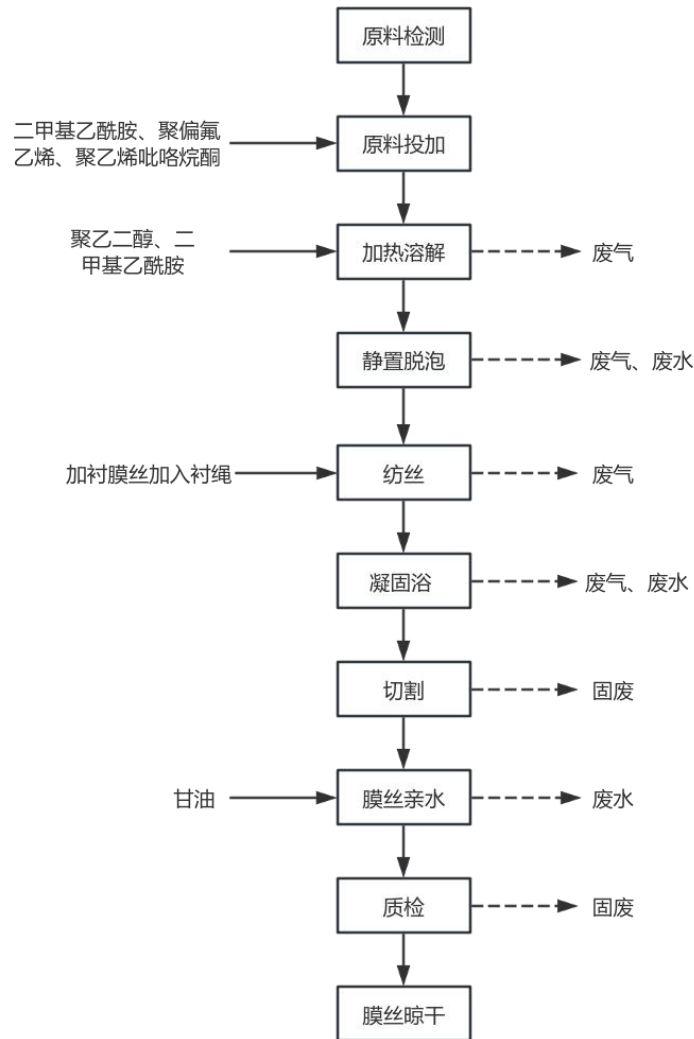 原料检测
二甲基乙酰胺、聚偏氟
乙烯、聚乙烯吡咯烷酮
原料投加
聚乙二醇、二
甲基乙酰胺
加热溶解
废气
静置脱泡
废气、废水
加衬膜丝加入衬绳
纺丝
废气
凝固浴
废气、废水
切割
固废
甘油
膜丝亲水
废水
质检
固废
膜丝晾干